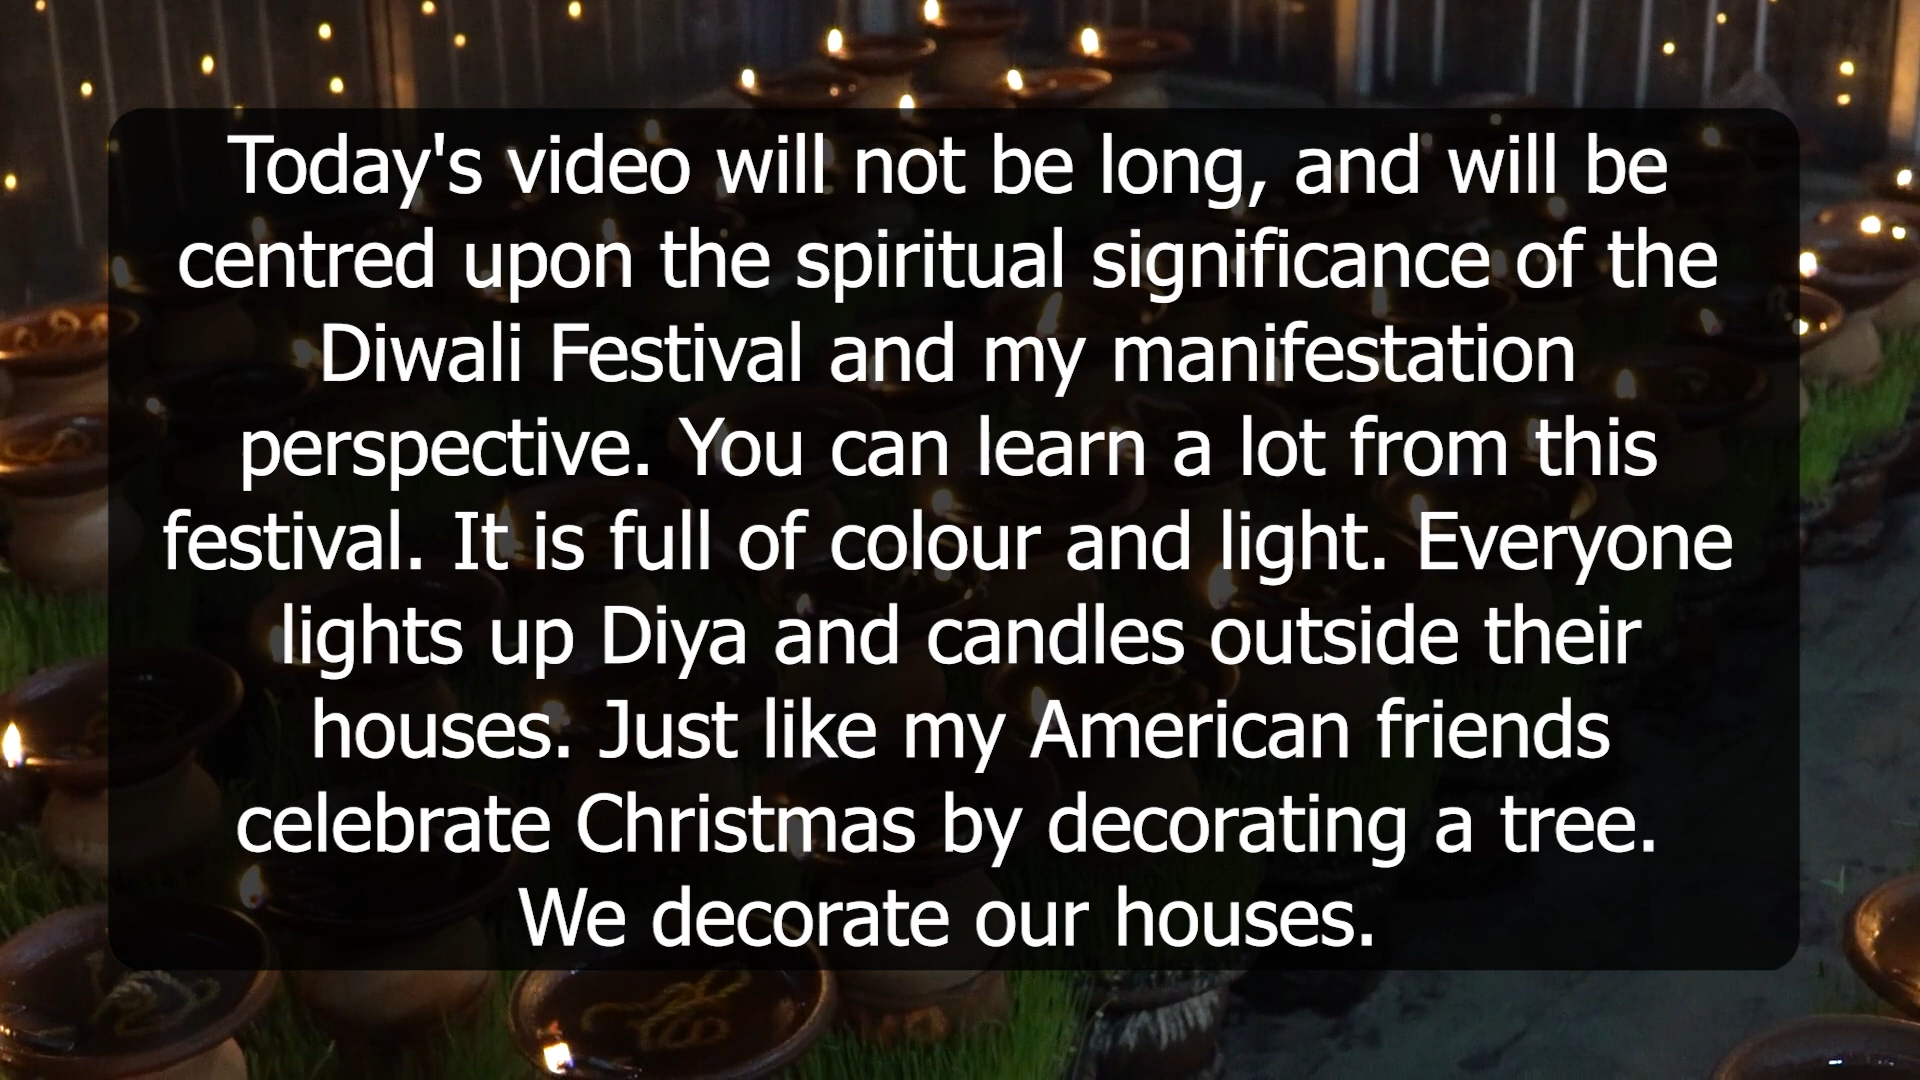 Today's video will not be long, and will be
centred upon the spiritual significance of the
Diwali Festival and my manifestation
perspective. You can learn a lot from this
festival. It is full of colour and light. Everyone
lights up Diya and candles outside their
houses. Just like my American friends
celebrate Christmas by decorating a tree.
We decorate our houses.